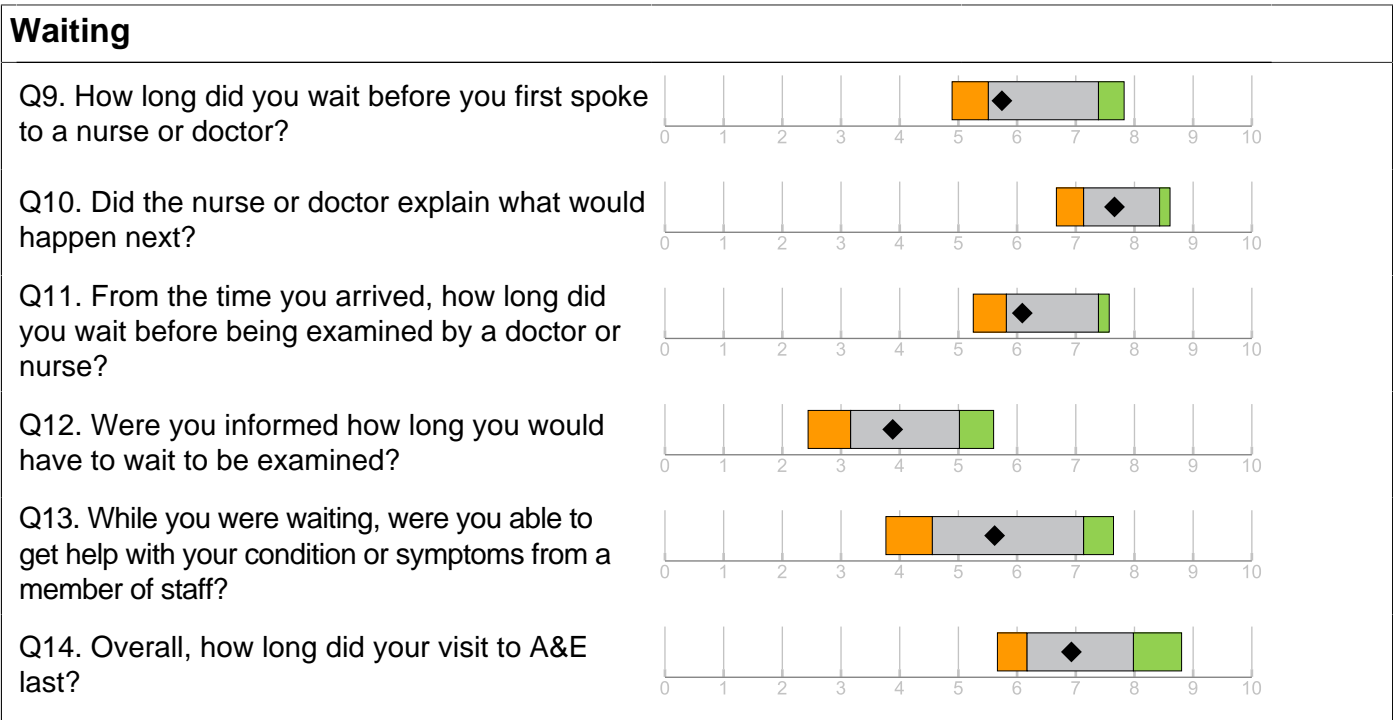 Waiting
Q9. How long did you wait before you first spoke
to a nurse or doctor?
0 1 2 3 4 5 6 7 8 9 10
Q10. Did the nurse or doctor explain what would
happen next?
0 1 2 3 4 5 6 7 8 9 10
Q11. From the time you arrived, how long did
you wait before being examined by a doctor or
nurse?
0 1 2 3 4 5 6 7 8 9 10
Q12. Were you informed how long you would
have to wait to be examined?
0 1 2 3 4 5 6 7 8 9 10
Q13. While you were waiting, were you able to
get help with your condition or symptoms from a
member of staff?
0 1 2 3 4 5 6 7 8 9 10
Q14. Overall, how long did your visit to A&E
last?
0 1 2 3 4 5 6 7 8 9 10